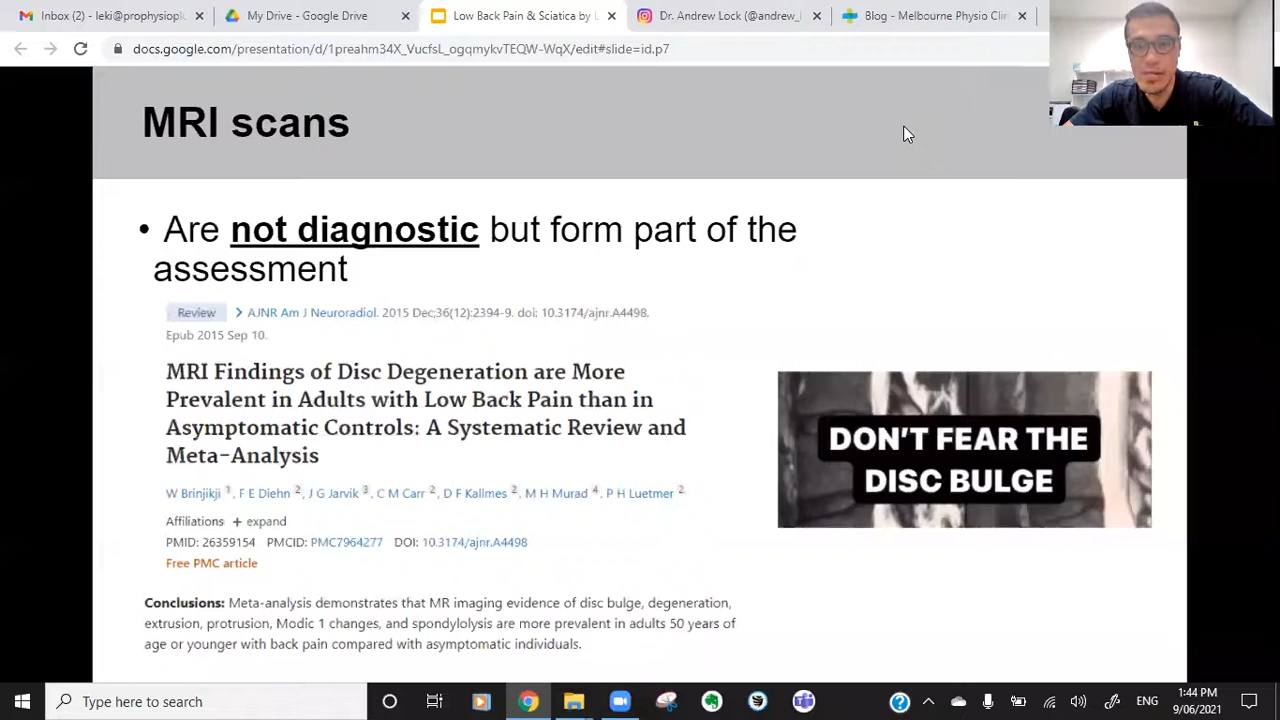 Inbox (2) - leki@prophysiopl
My Drive - Google Drive
Low Back Pain & Sciatica by L
Dr. Andrew Lock (@andrew_l
Blog - Melbourne Physio Clin
docs.google.com/presentation/d/1preahm34X_VucfsL_ogqmykvTEQW-WqX/edit#slide=id.p7
MRI scans
• Are not diagnostic but form part of the
assessment
Review > AJNR Am J Neuroradiol. 2015 Dec;36(12):2394-9. doi: 10.3174/ajnr.A4498.
Epub 2015 Sep 10.
MRI Findings of Disc Degeneration are More
Prevalent in Adults with Low Back Pain than in
Asymptomatic Controls: A Systematic Review and
Meta-Analysis
W Brinjikji 1, F E Diehn 2, J G Jarvik 3, C M Carr 2, D F Kallmes 2, M H Murad 4, P H Luetmer 2
Affiliations + expand
PMID: 26359154 PMCID: PMC7964277 DOI: 10.3174/ajnr.A4498
Free PMC article
Conclusions: Meta-analysis demonstrates that MR imaging evidence of disc bulge, degeneration,
extrusion, protrusion, Modic 1 changes, and spondylolysis are more prevalent in adults 50 years of
age or younger with back pain compared with asymptomatic individuals.
DON'T FEAR THE
DISC BULGE
Type here to search
ENG
1:44 PM
9/06/2021